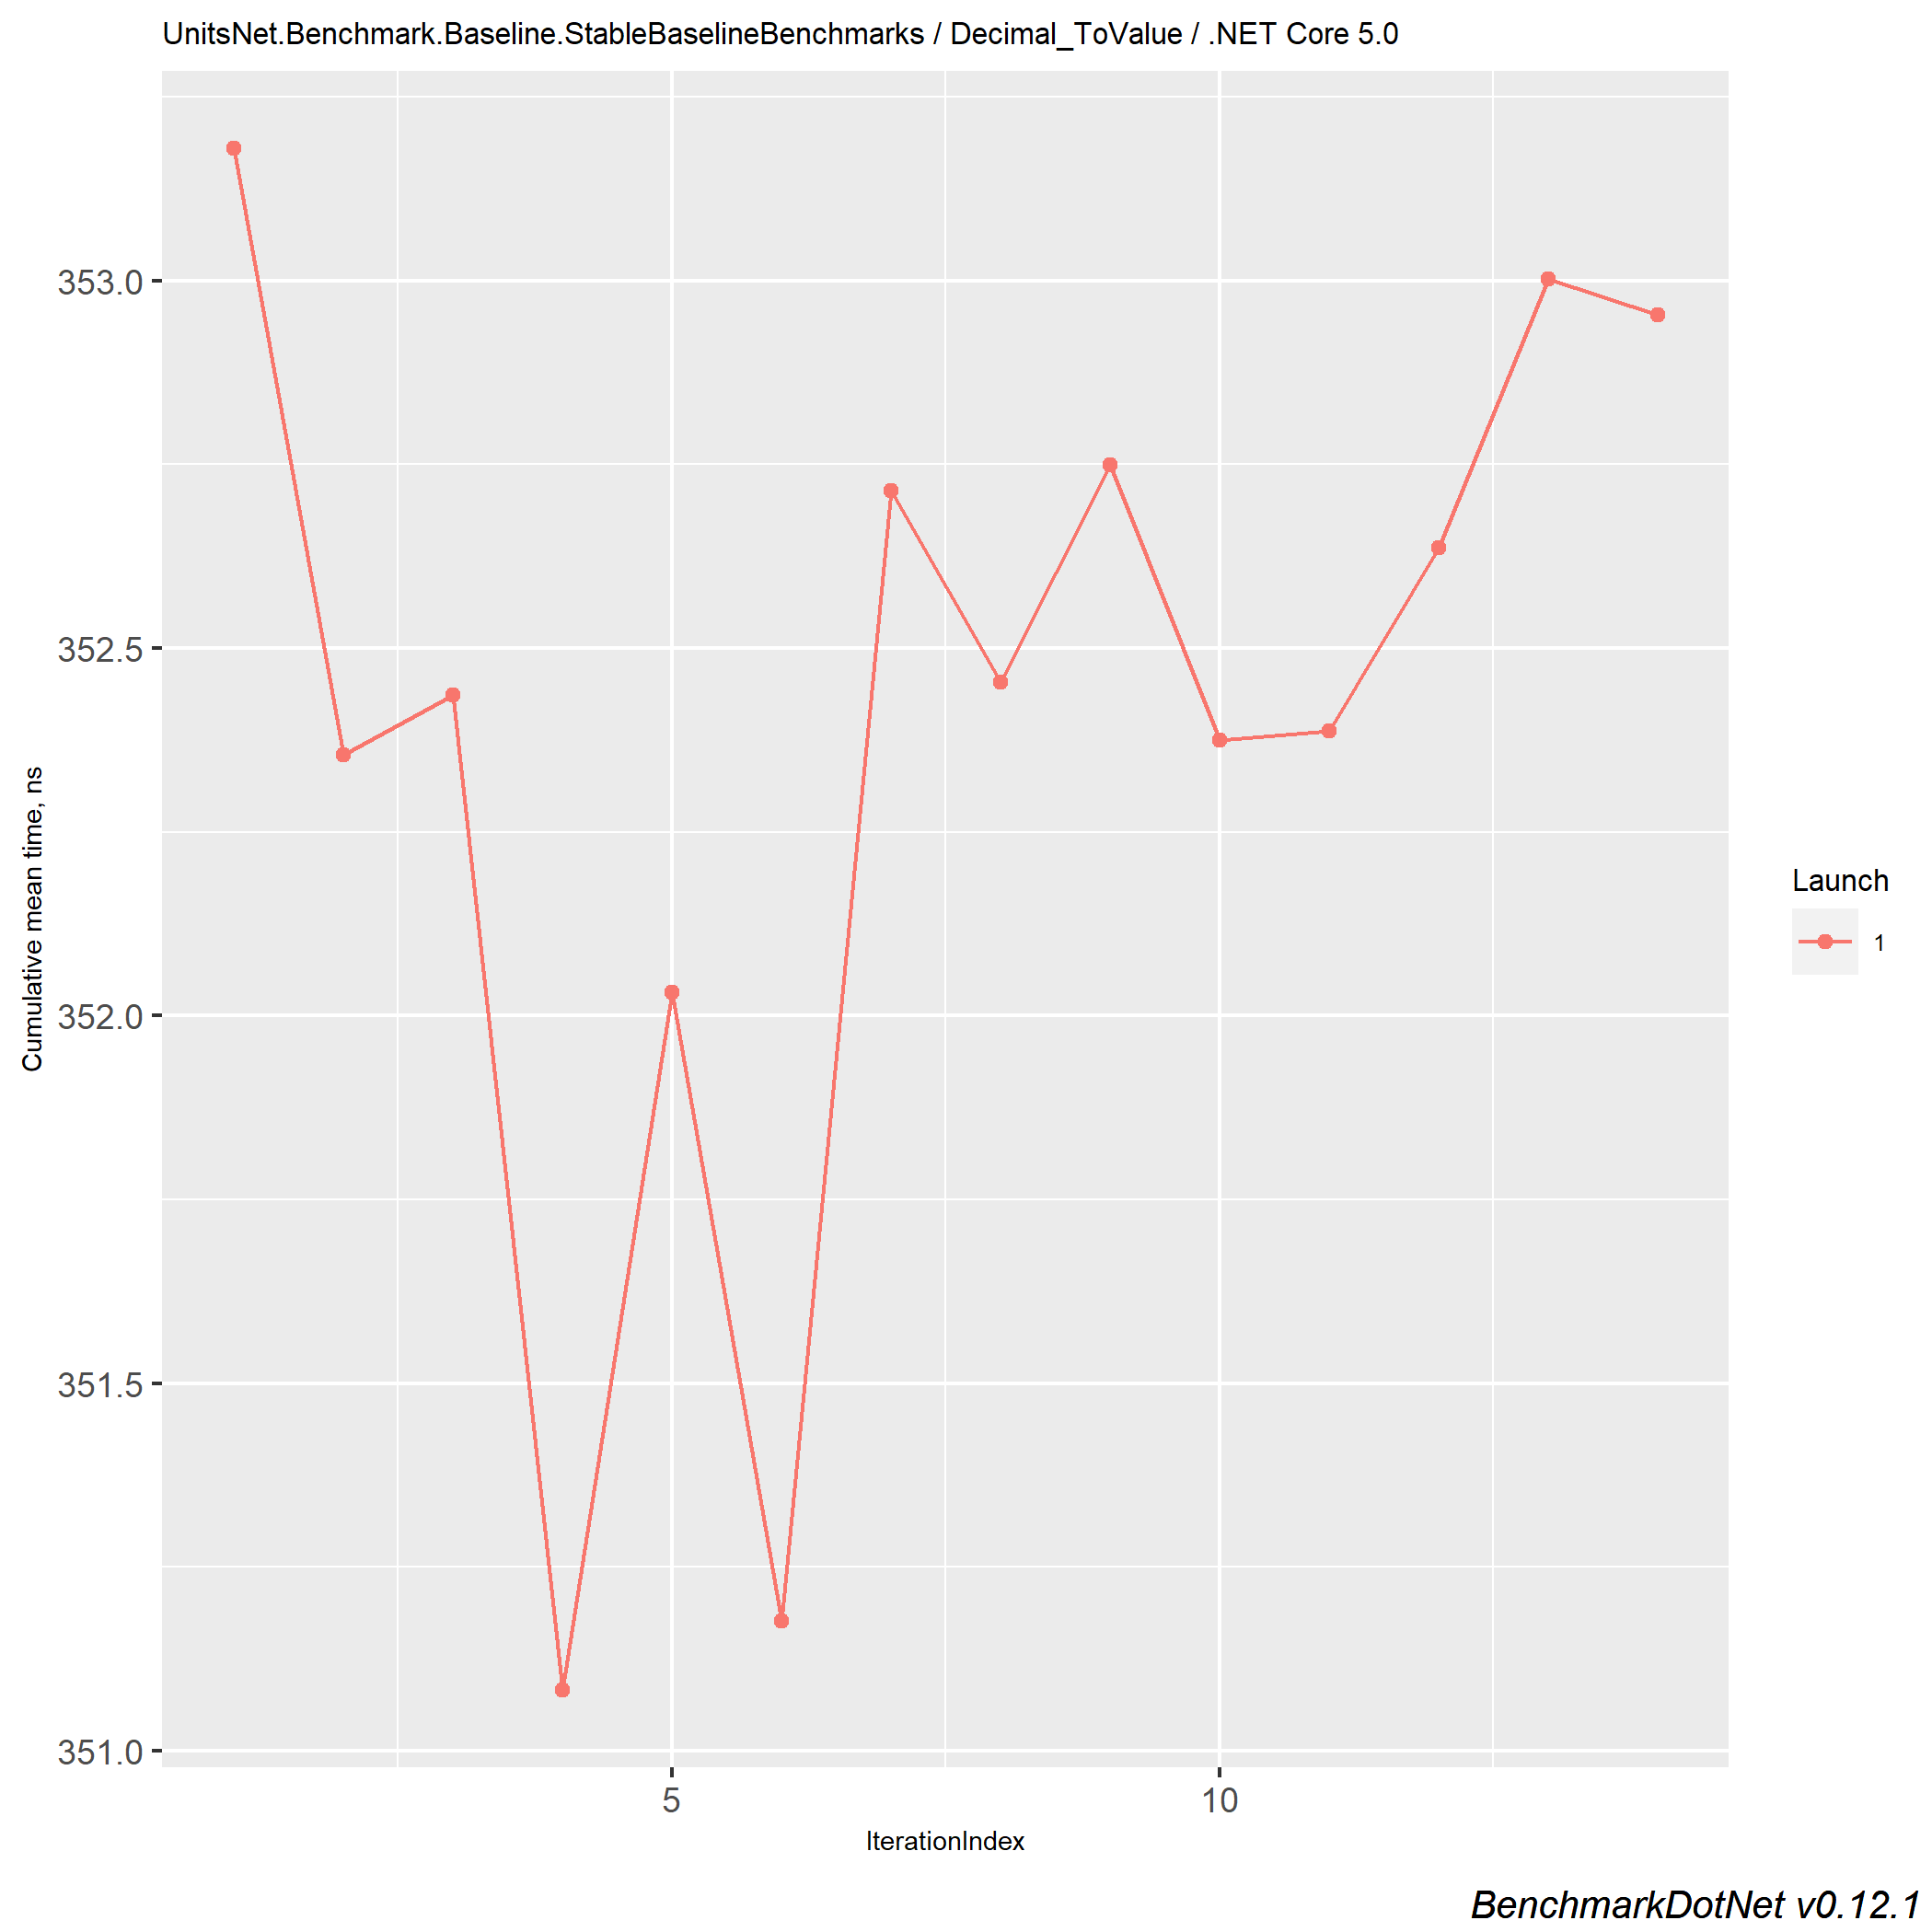 UnitsNet.Benchmark.Baseline.StableBaselineBenchmarks / Decimal_ToValue / .NET Core 5.0
353.0
352.5
352.0
351.5
351.0
Cumulative mean time, ns
5
10
IterationIndex
Launch
1
BenchmarkDotNet v0.12.1